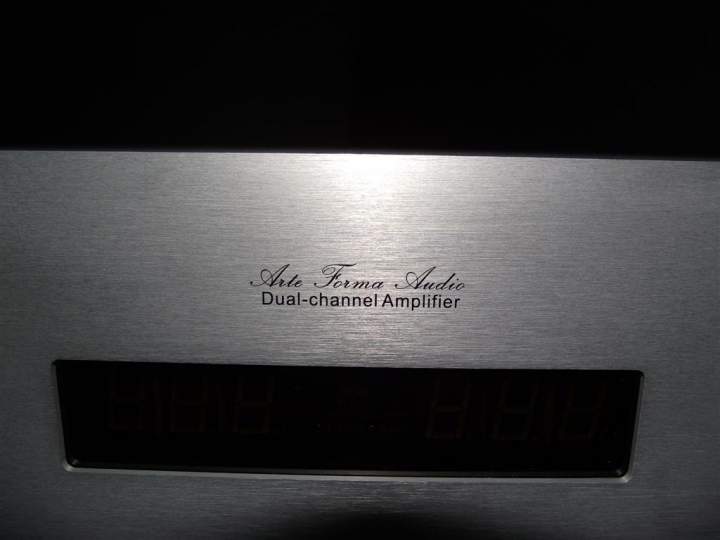 Arte Forma Audio
Dual-channel Amplifier